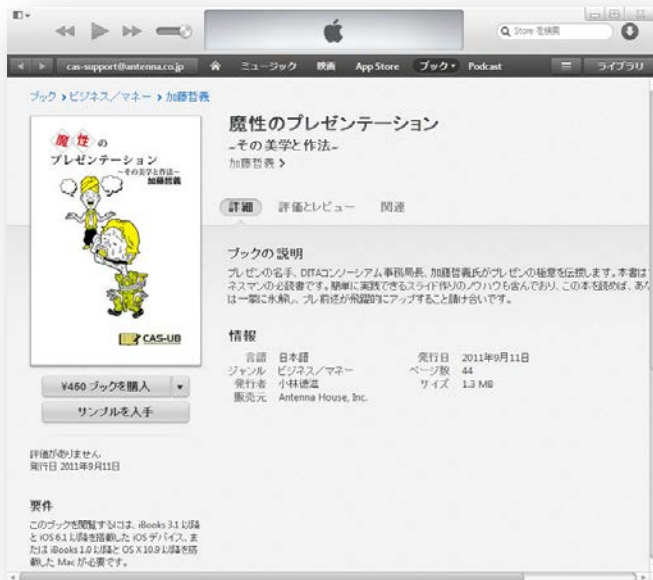 Store を検索
cas-support@antenna.co.jp
ミュージック
映画
App Store
ブック
Podcast
ライブラリ
ブック > ビジネス／マネー > 加藤哲義
魔性の
プレゼンテーション
~その美学と作法~
加藤哲義
CAS-UB
¥450 ブックを購入
サンプルを入手
評価がありません
発行日 2011年9月11日
要件
このブックを閲覧するには、iBooks 3.1 以降
と iOS 6.1 以降を搭載した iOS デバイス、ま
たは iBooks 1.0 以降と OS X 10.9 以降を搭
載した Mac が必要です。
魔性のプレゼンテーション
~その美学と作法~
加藤哲義 >
詳細
評価とレビュー
関連
ブックの説明
プレゼンの名手、DITAコンソーシアム事務局長、加藤哲義氏がプレゼンの極意を伝授します。本書は
ネスマンの必読書です。簡単に実践できるスライド作りのノウハウも含んでおり、この本を読めば、あな
は一瞬に氷解し、プレ前述が飛躍的にアップすること請け合いです。
情報
言語 日本語
ジャンル ビジネス／マネー
発行者 小林徳滋
販売元 Antenna House, Inc.
発行日 2011年9月11日
ページ数 44
サイズ 1.3 MB